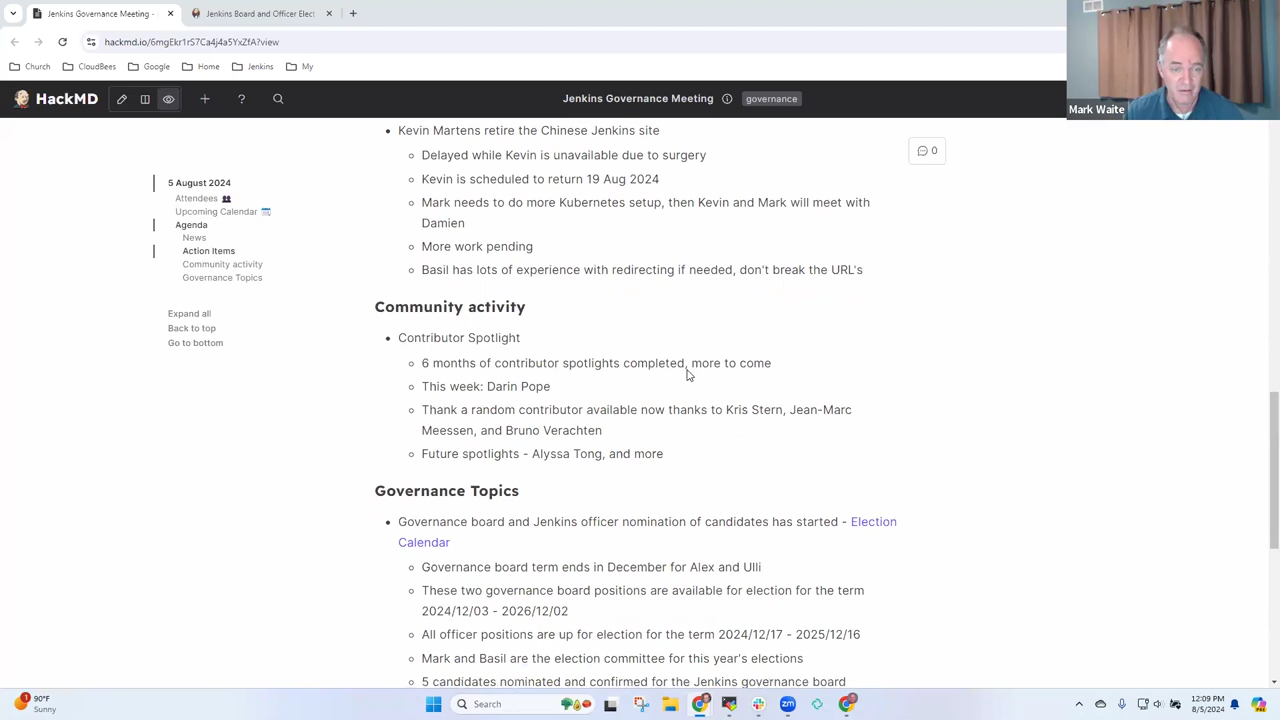 Jenkins Governance Meeting -
Jenkins Board and Officer Elect
hackmd.io/6mgEkr1rS7Ca4j4a5YxZfA?view
Church
CloudBees
Google
Home
Jenkins
My
HackMD
Jenkins Governance Meeting
governance
Mark Waite
0
5 August 2024
Attendees
Upcoming Calendar
Agenda
News
Action Items
Community activity
Governance Topics
Expall all
Back to top
Go to bottom
Kevin Martens retire the Chinese Jenkins site
Delayed while Kevin is unavailable due to surgery
Kevin is scheduled to return 19 Aug 2024
Mark needs to do more Kubernetes setup, then Kevin and Mark will meet with
Damien
More work pending
Basil has lots of experience with redirecting if needed, don't break the URL's
Community activity
Contributor Spotlight
6 months of contributor spotlights completed, more to come
This week: Darin Pope
Thank a random contributor available now thanks to Kris Stern, Jean-Marc
Meessen, and Bruno Verachten
Future spotlights - Alyssa Tong, and more
Governance Topics
Governance board and Jenkins officer nomination of candidates has started - Election
Calendar
Governance board term ends in December for Alex and Ulli
These two governance board positions are available for election for the term
2024/12/03 - 2026/12/02
All officer positions are up for election for the term 2024/12/17 - 2025/12/16
Mark and Basil are the election committee for this year's elections
5 candidates nominated and confirmed for the Jenkins governance board
1
90°F
Sunny
Search
zm
12:09 PM
8/5/2024